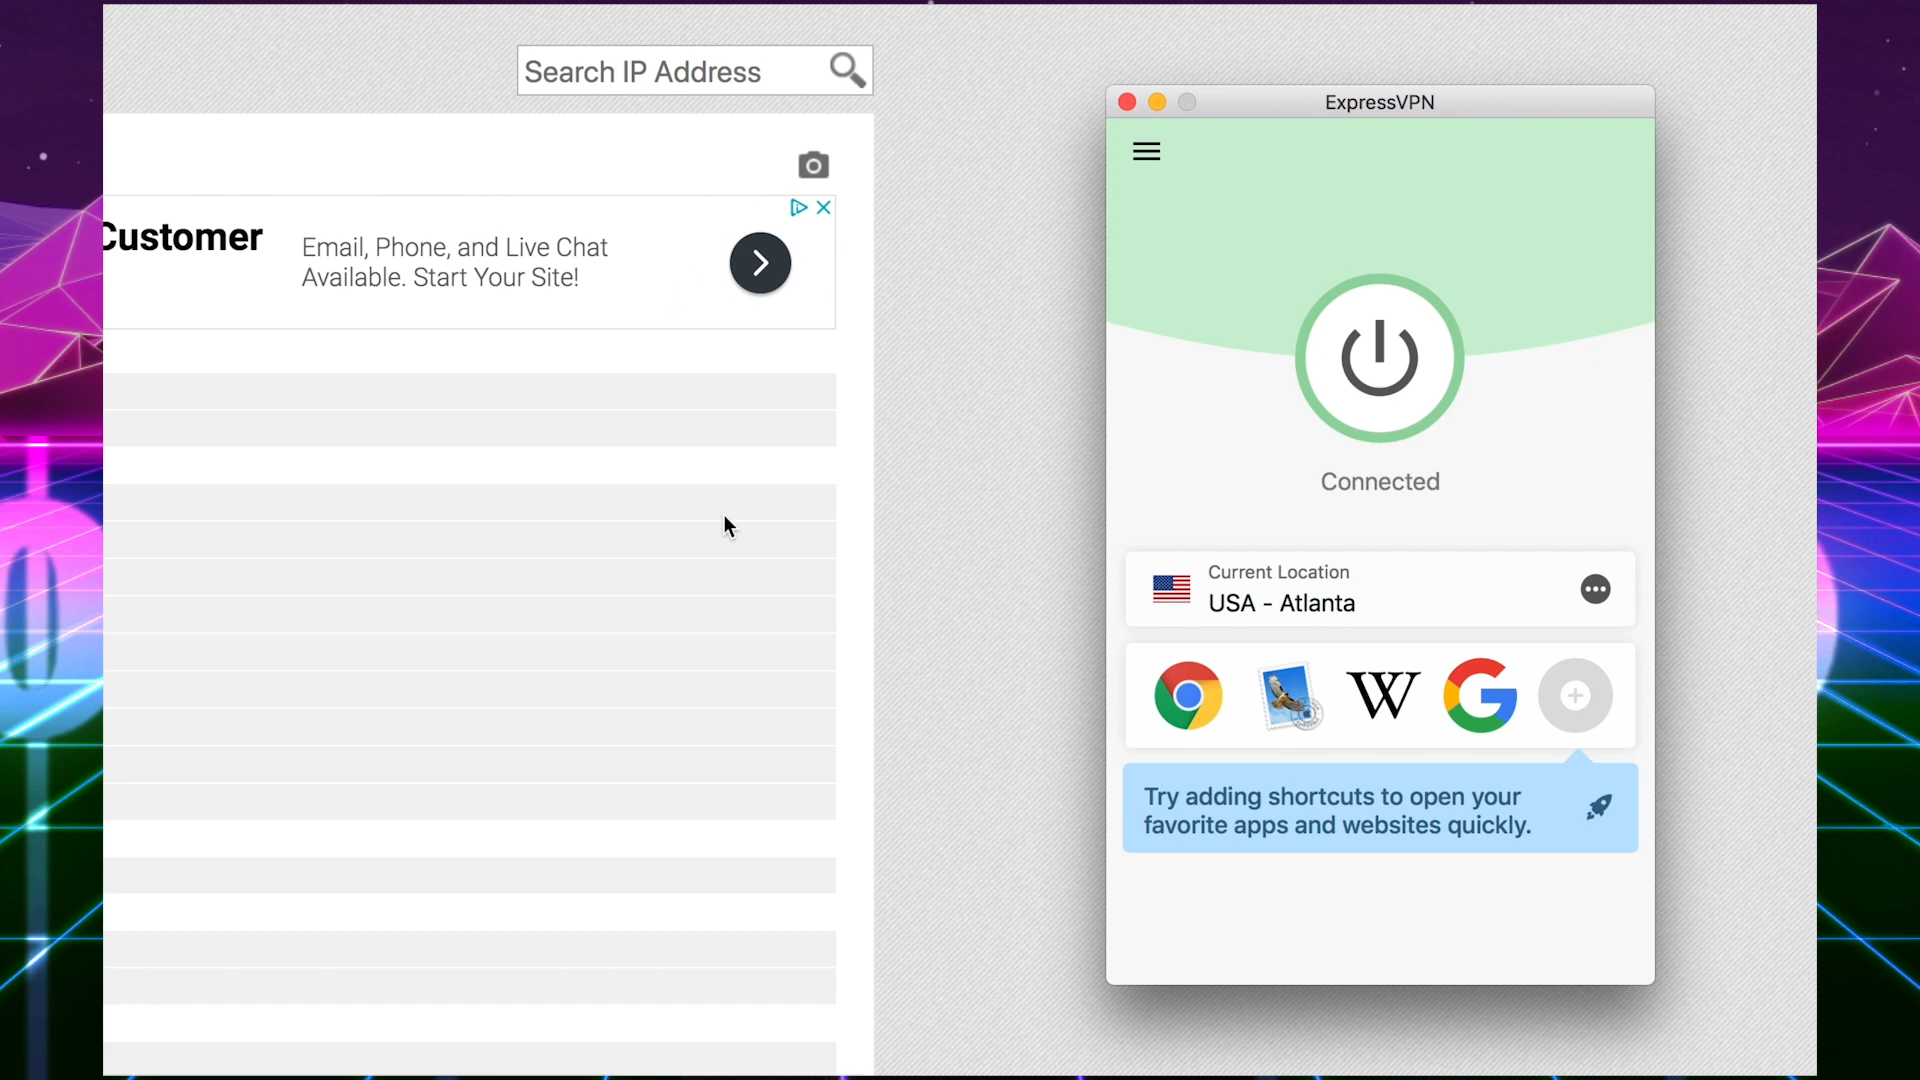 Search IP Address
Customer
Email, Phone, and Live Chat
Available. Start Your Site!
ExpressVPN
Connected
Current Location
USA - Atlanta
W
Try adding shortcuts to open your
favorite apps and websites quickly.